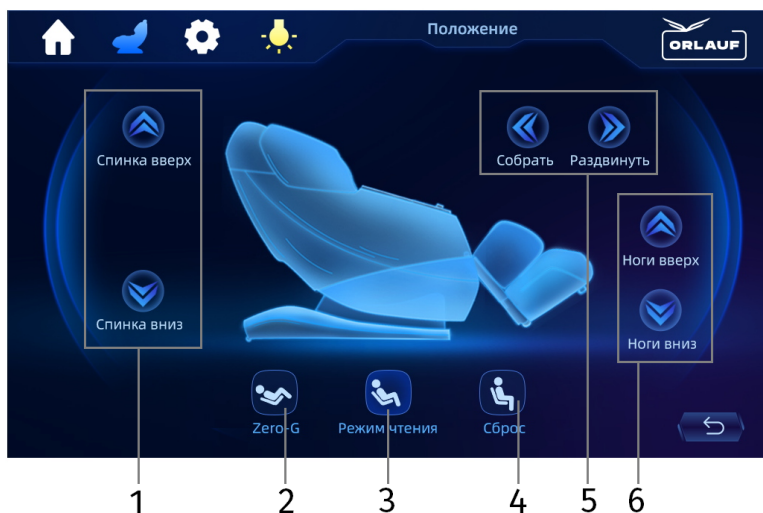 Положение
ORLAUF
Спинка вверх
Собрать Раздвинуть
Ноги вверх
Спинка вниз
Ноги вниз
Zero-G Режим чтения Сброс
1 2 3 4 5 6